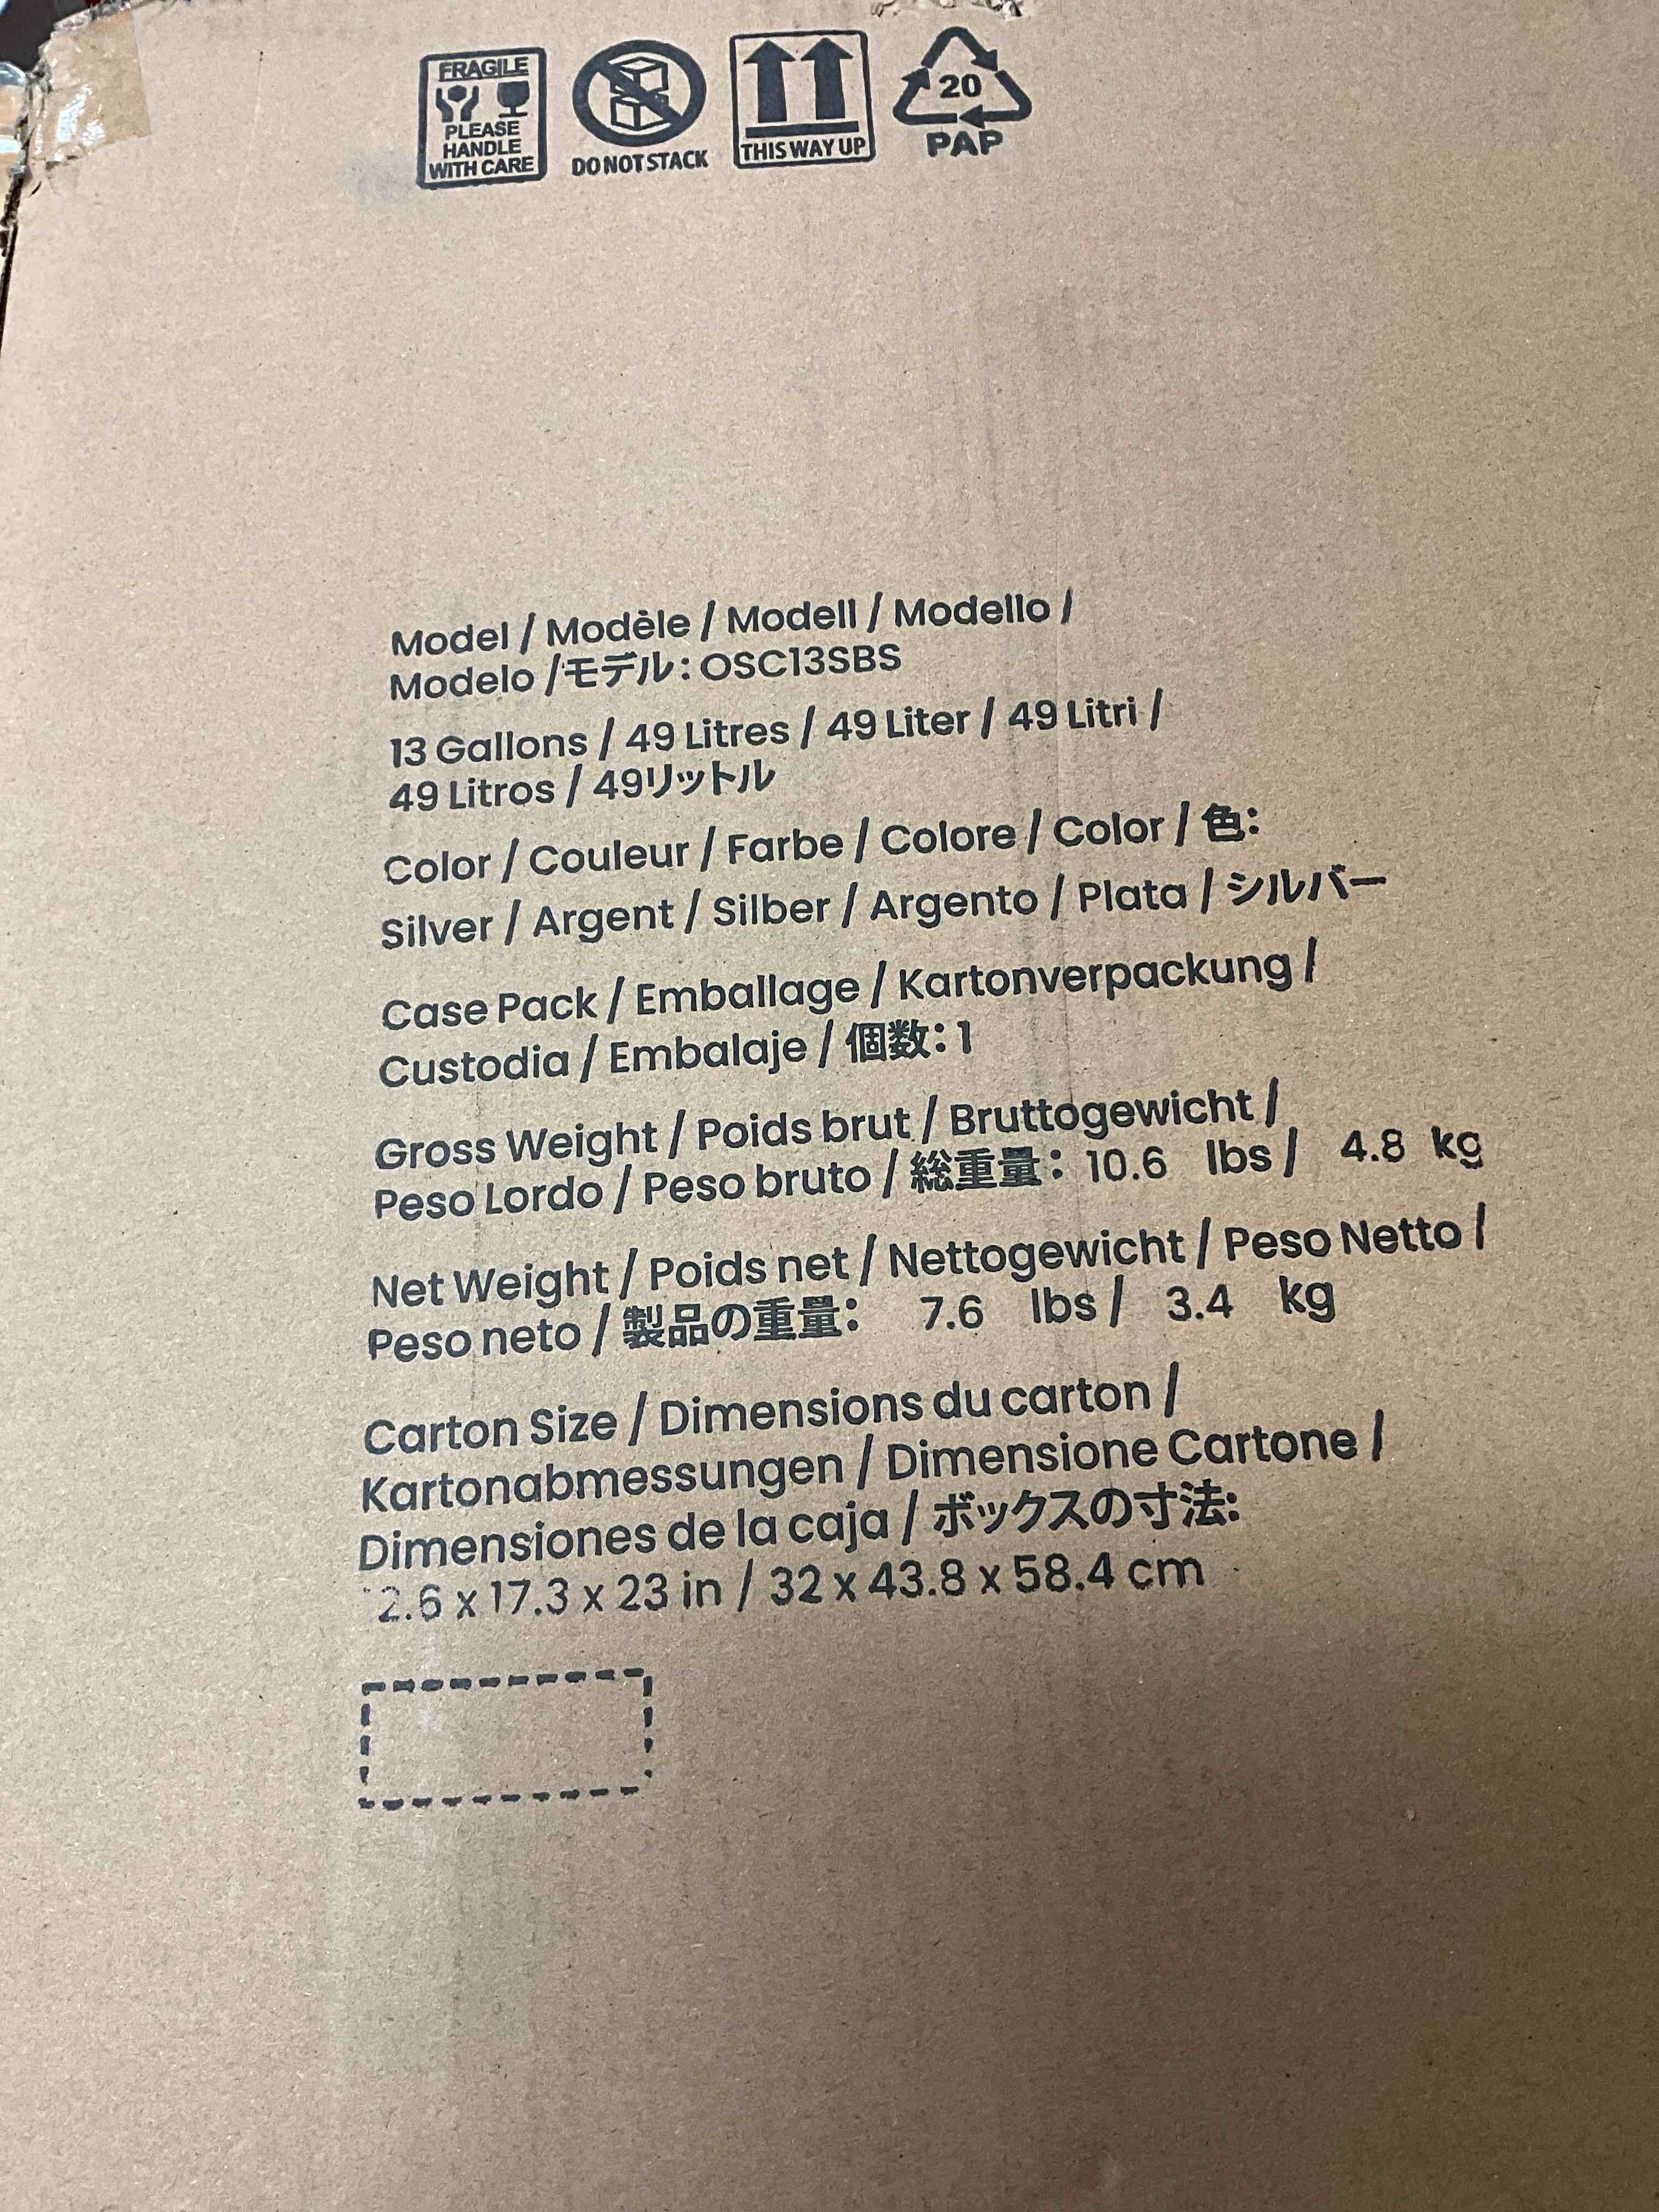 FRAGILE
PLEASE
HANDLE
WITH CARE
DO NOT STACK
THIS WAY UP
20
PAP
Model / Modèle / Modell / Modello /
Modelo /モデル: OSC13SBS
13 Gallons / 49 Litres / 49 Liter / 49 Litri /
49 Litros / 49リットル
Color / Couleur / Farbe / Colore / Color / 色:
Silver / Argent / Silber / Argento / Plata / シルバー
Case Pack / Emballage / Kartonverpackung /
Custodia / Embalaje / 個数: 1
Gross Weight / Poids brut / Bruttogewicht /
Peso Lordo / Peso bruto / 総重量: 10.6 lbs / 4.8 kg
Net Weight / Poids net / Nettogewicht / Peso Netto /
Peso neto / 製品の重量: 7.6 lbs / 3.4 kg
Carton Size / Dimensions du carton /
Kartonabmessungen / Dimensione Cartone /
Dimensiones de la caja / ボックスの寸法:
12.6 x 17.3 x 23 in / 32 x 43.8 x 58.4 cm